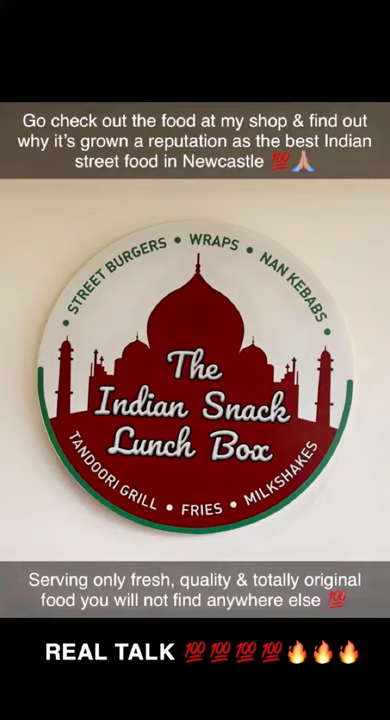 Go check out the food at my shop & find out
why it's grown a reputation as the best Indian
street food in Newcastle 💯🙏🏼
STREET BURGERS • WRAPS • NAN KEBABS
The
Indian Snack
Lunch Box
TANDOORI GRILL • FRIES • MILKSHAKES
Serving only fresh, quality & totally original
food you will not find anywhere else 💯
REAL TALK 💯💯💯💯🔥🔥🔥